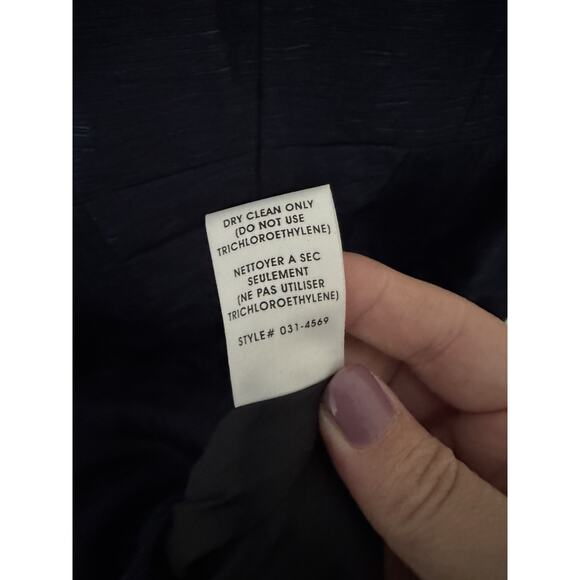 DRY CLEAN ONLY
(DO NOT USE
TRICHLOROETHYLENE)
NETTOYER A SEC
SEULEMENT
(NE PAS UTILISER
TRICHLOROETHYLENE)
STYLE# 031-4569